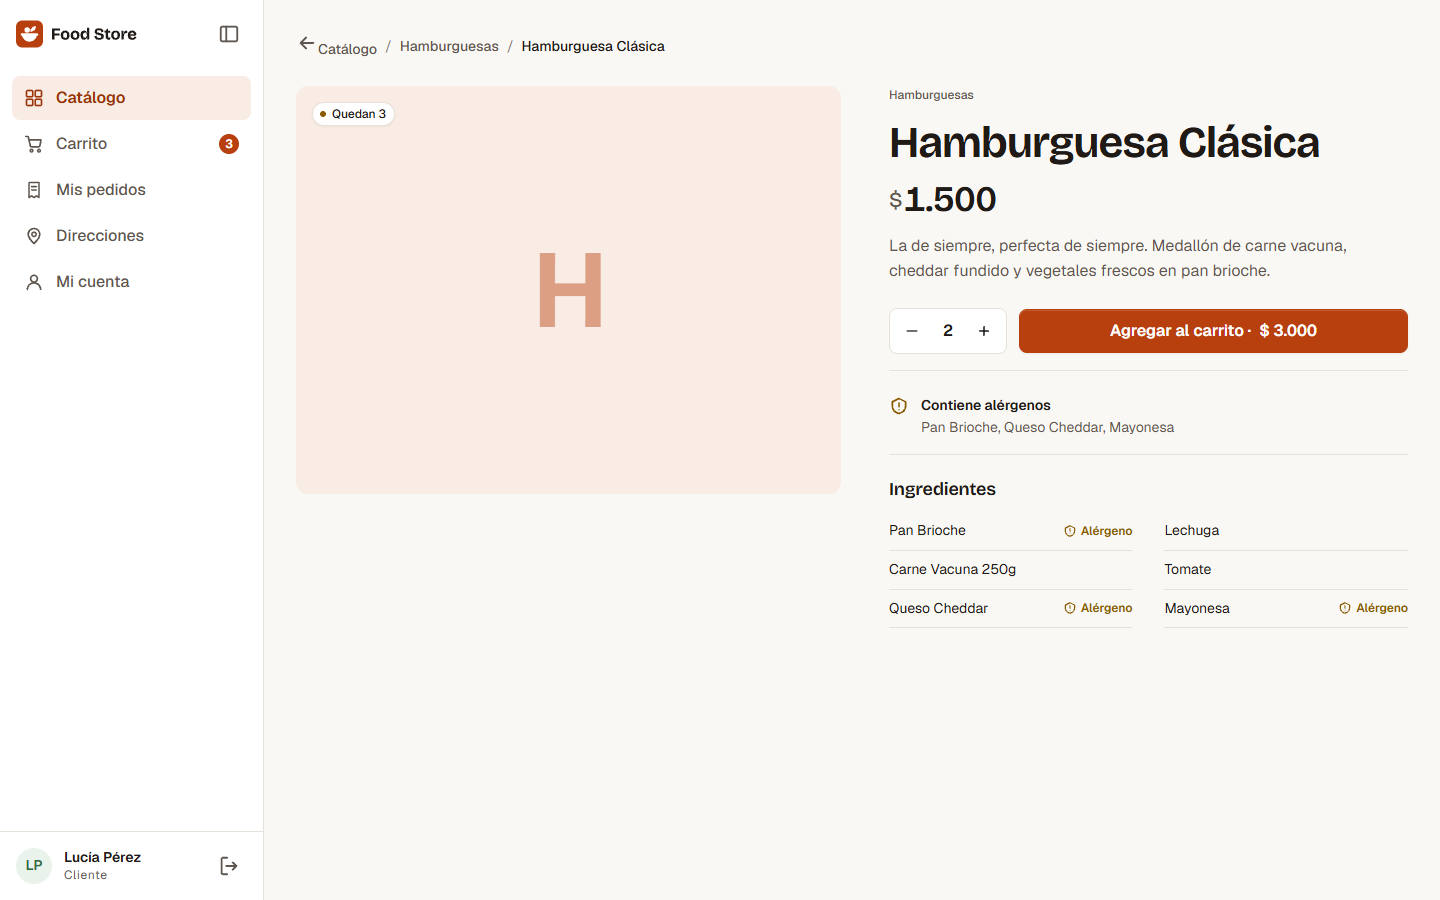 Food Store
Catálogo
Carrito 3
Mis pedidos
Direcciones
Mi cuenta
LP
Lucía Pérez
Cliente
Catálogo / Hamburguesas / Hamburguesa Clásica
Quedan 3
H
Hamburguesas
Hamburguesa Clásica
$1.500
La de siempre, perfecta de siempre. Medallón de carne vacuna,
cheddar fundido y vegetales frescos en pan brioche.
− 2 + Agregar al carrito · $ 3.000
Contiene alérgenos
Pan Brioche, Queso Cheddar, Mayonesa
Ingredientes
Pan Brioche Alérgeno
Lechuga
Carne Vacuna 250g
Tomate
Queso Cheddar Alérgeno
Mayonesa Alérgeno